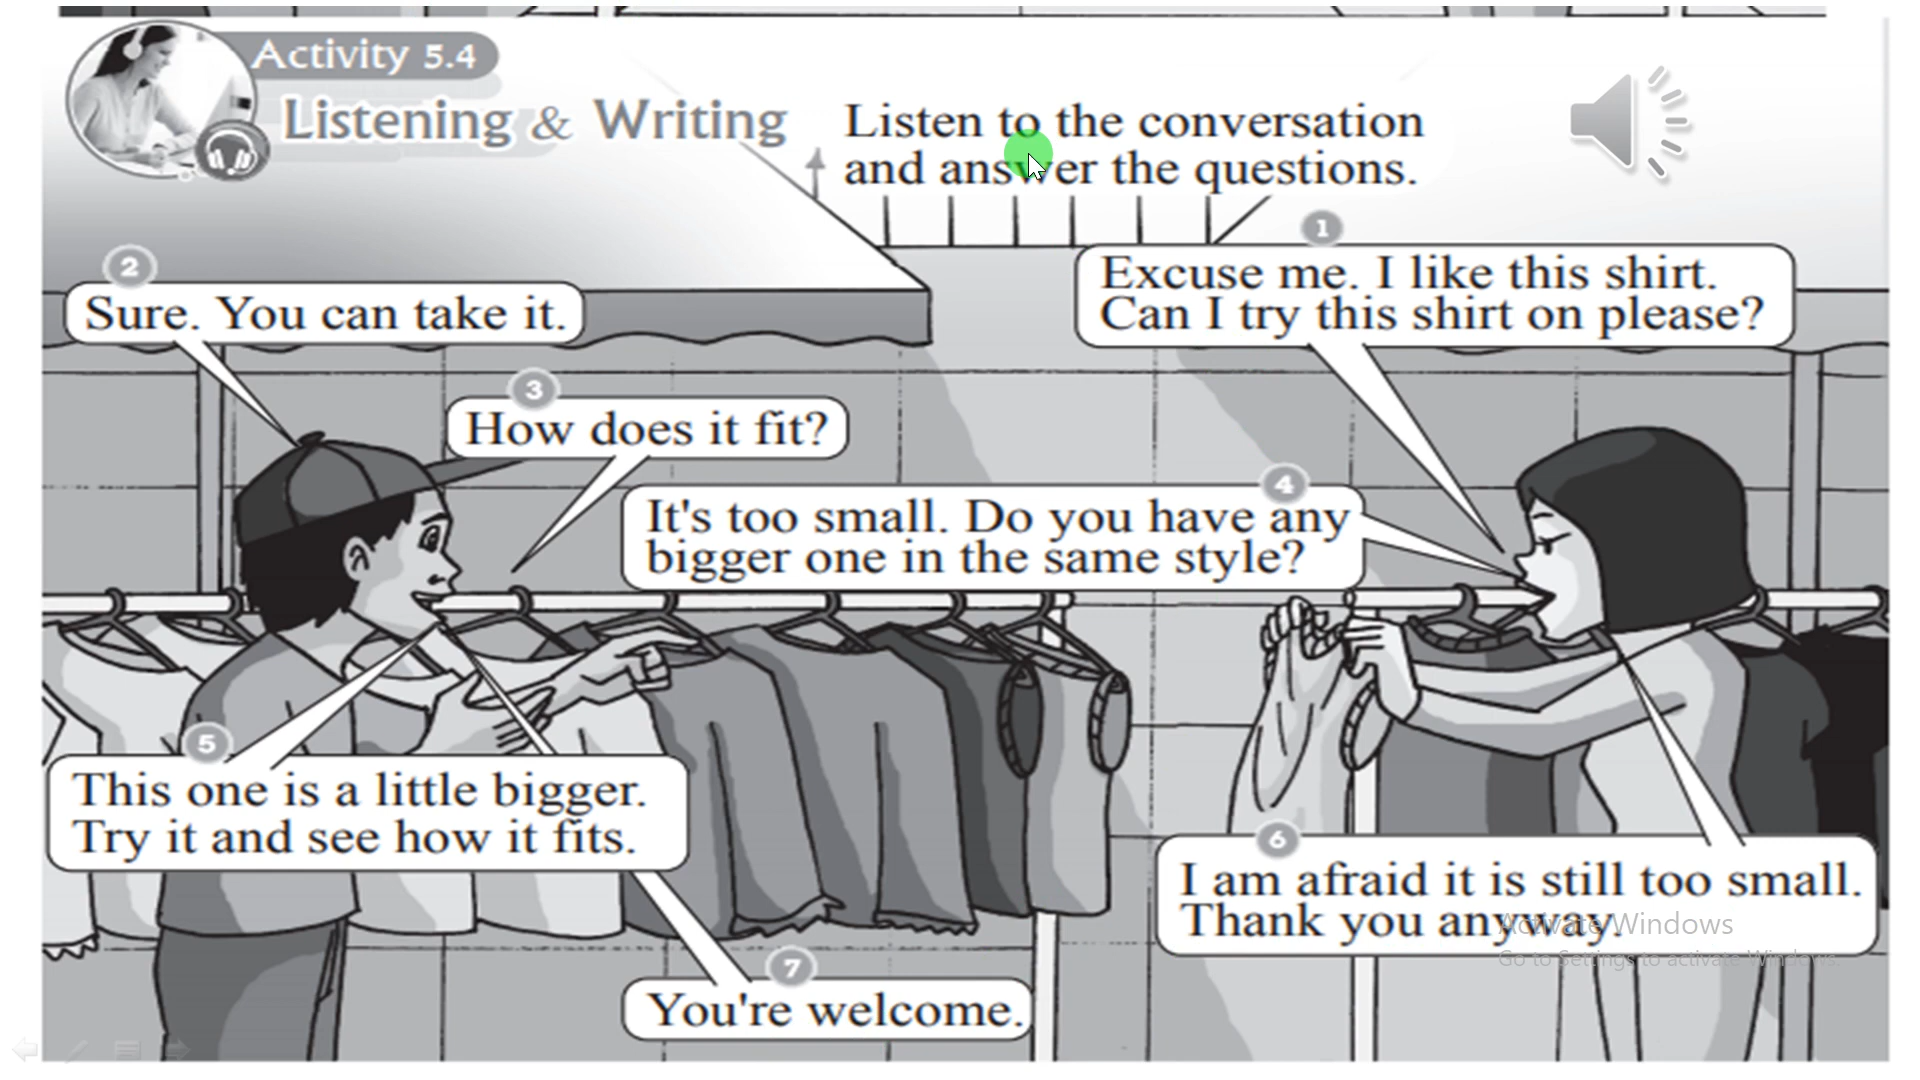 Activity 5.4
Listening & Writing
Listen to the conversation
and answer the questions.
1
Excuse me. I like this shirt.
Can I try this shirt on please?
2
Sure. You can take it.
3
How does it fit?
4
It's too small. Do you have any
bigger one in the same style?
5
This one is a little bigger.
Try it and see how it fits.
6
I am afraid it is still too small.
Thank you anyway.
7
You're welcome.
Activate Windows
Go to Settings to activate Windows.